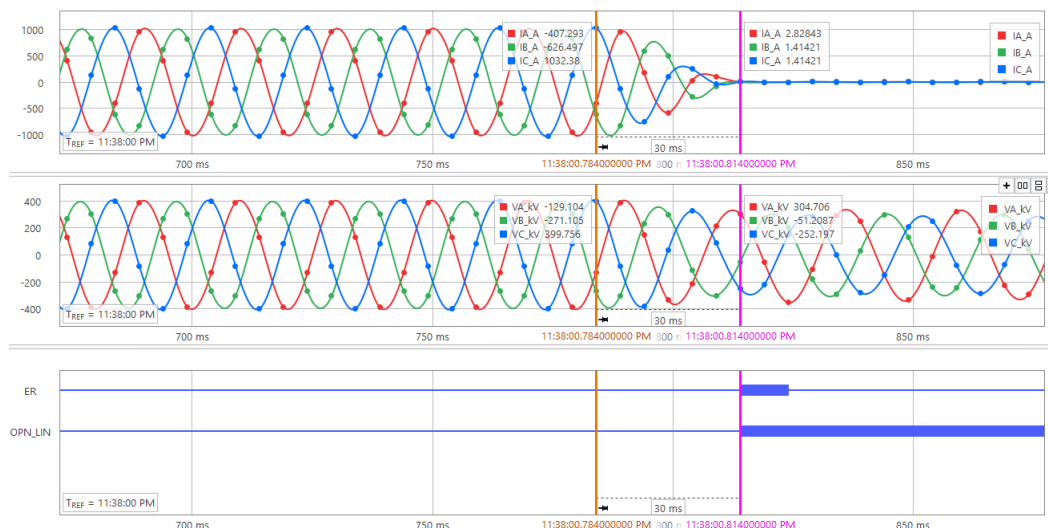 1000
500
0
-500
-1000
IA_A -407.293
IB_A -626.497
IC_A 1032.38
IA_A 2.82843
IB_A 1.41421
IC_A 1.41421
IA_A
IB_A
IC_A
TREF = 11:38:00 PM
30 ms
700 ms
750 ms
11:38:00.784000000 PM
800 n
11:38:00.814000000 PM
850 ms
400
200
0
-200
-400
VA_kV -129.104
VB_kV -271.105
VC_kV 399.756
VA_kV 304.706
VB_kV -51.2087
VC_kV -252.197
VA_kV
VB_kV
VC_kV
TREF = 11:38:00 PM
30 ms
700 ms
750 ms
11:38:00.784000000 PM
800 n
11:38:00.814000000 PM
850 ms
ER
OPN_LIN
TREF = 11:38:00 PM
30 ms
700 ms
750 ms
11:38:00.784000000 PM
800 n
11:38:00.814000000 PM
850 ms